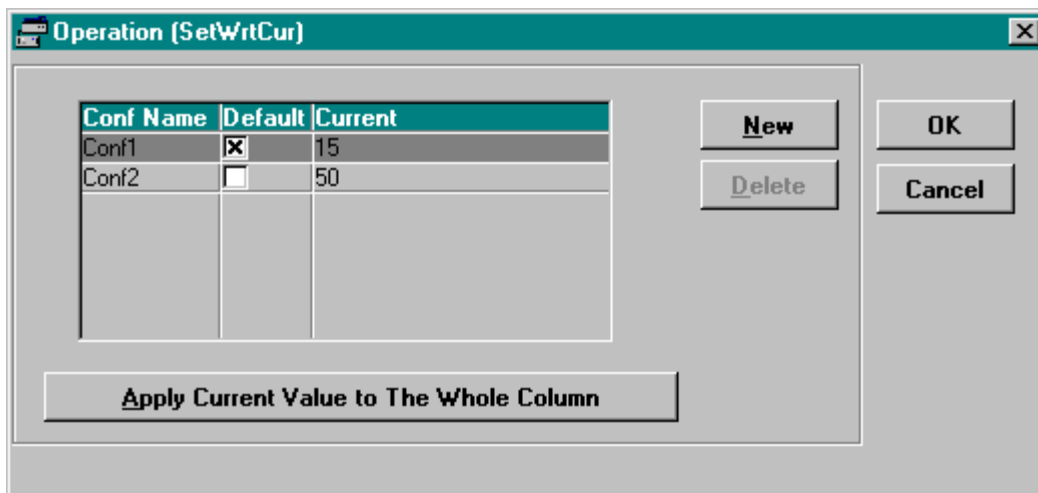 Operation (SetWrtCur)
Conf Name Default Current
Conf1 15
Conf2 50
New
Delete
OK
Cancel
Apply Current Value to The Whole Column